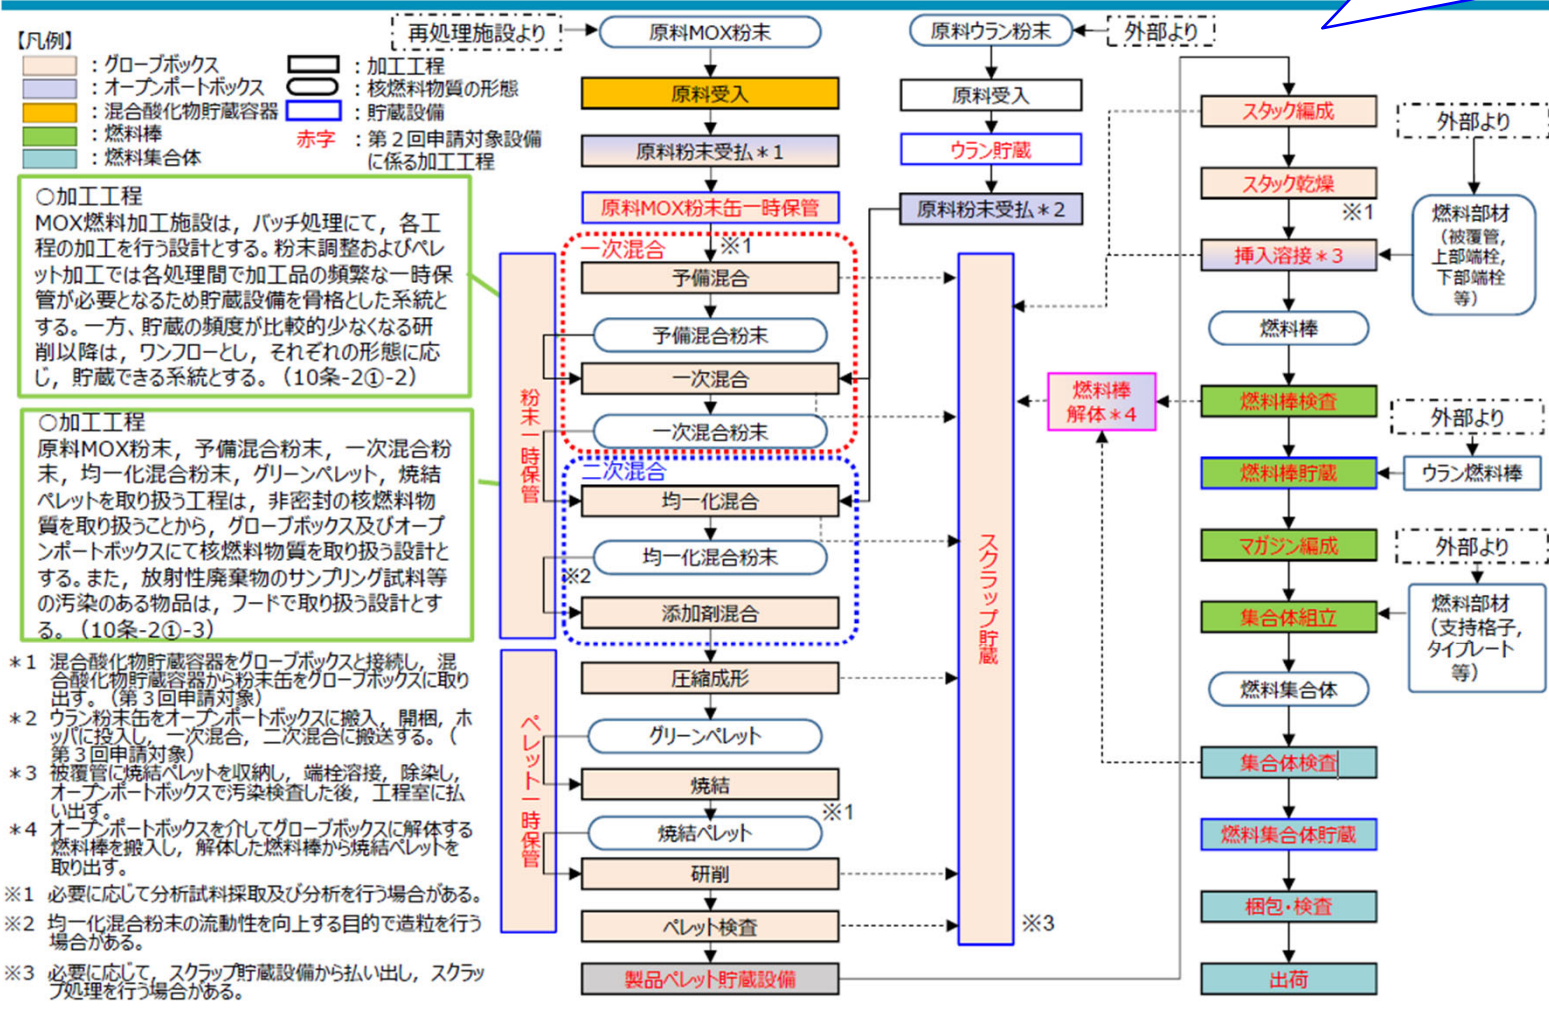 【凡例】
：グローブボックス
：オープンポートボックス
：混合酸化物貯蔵容器
：燃料棒
：燃料集合体
：加工工程
：核燃料物質の形態
：貯蔵設備
赤字 ：第２回申請対象設備
に係る加工工程
○加工工程
MOX燃料加工施設は，バッチ処理にて，各工
程の加工を行う設計とする。粉末調整およびペレ
ット加工では各処理間で加工品の頻繁な一時保
管が必要となるため貯蔵設備を骨格とした系統と
する。一方、貯蔵の頻度が比較的少なくなる研
削以降は，ワンフローとし，それぞれの形態に応
じ，貯蔵できる系統とする。（10条-2①-2）
○加工工程
原料MOX粉末，予備混合粉末，一次混合粉
末，均一化混合粉末，グリーンペレット，焼結
ペレットを取り扱う工程は，非密封の核燃料物
質を取り扱うことから，グローブボックス及びオープ
ンポートボックスにて核燃料物質を取り扱う設計と
する。また，放射性廃棄物のサンプリング試料等
の汚染のある物品は，フードで取り扱う設計とす
る。（10条-2①-3）
＊1 混合酸化物貯蔵容器をグローブボックスと接続し，混
合酸化物貯蔵容器から粉末缶をグローブボックスに取り
出す。（第３回申請対象）
＊2 ウラン粉末缶をオープンポートボックスに搬入，開梱，ホ
ッパに投入し，一次混合，二次混合に搬送する。（
第３回申請対象）
＊3 被覆管に焼結ペレットを収納し，端栓溶接，除染し，
オープンポートボックスで汚染検査した後，工程室に払
い出す。
＊4 オープンポートボックスを介してグローブボックスに解体する
燃料棒を搬入し，解体した燃料棒から焼結ペレットを
取り出す。
※1 必要に応じて分析試料採取及び分析を行う場合がある。
※2 均一化混合粉末の流動性を向上する目的で造粒を行う
場合がある。
※3 必要に応じて，スクラップ貯蔵設備から払い出し，スクラッ
プ処理を行う場合がある。
再処理施設より
原料MOX粉末
原料受入
原料粉末受払＊1
原料MOX粉末缶一時保管
※1
一次混合
予備混合
予備混合粉末
一次混合
一次混合粉末
二次混合
均一化混合
均一化混合粉末
※2
添加剤混合
圧縮成形
グリーンペレット
焼結
※1
焼結ペレット
研削
ペレット検査
製品ペレット貯蔵設備
粉末一時保管
ペレット一時保管
原料ウラン粉末
外部より
原料受入
ウラン貯蔵
原料粉末受払＊2
スクラップ貯蔵
※3
燃料棒
解体＊4
スタック編成
スタック乾燥
※1
挿入溶接＊3
燃料棒
燃料棒検査
燃料棒貯蔵
マガジン編成
集合体組立
燃料集合体
集合体検査
燃料集合体貯蔵
梱包・検査
出荷
外部より
燃料部材
（被覆管，
上部端栓，
下部端栓
等）
外部より
ウラン燃料棒
外部より
燃料部材
（支持格子，
タイプレート
等）